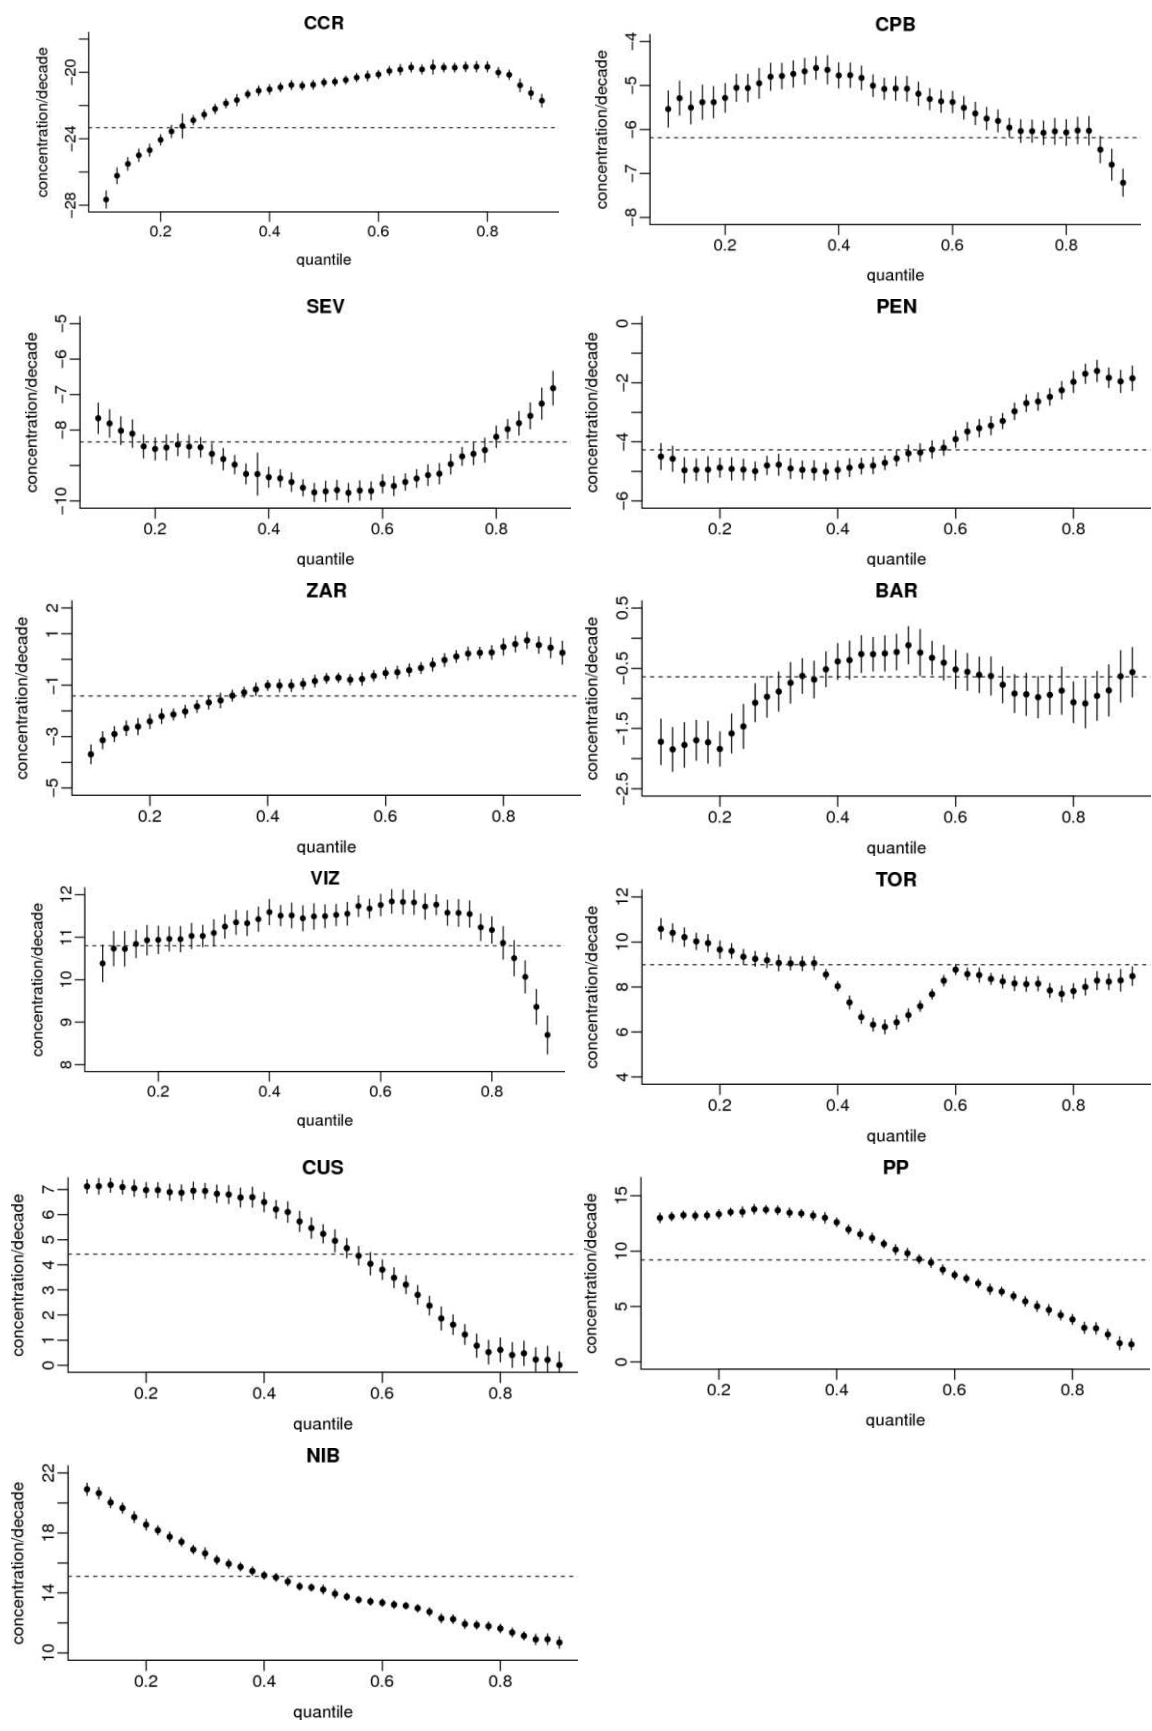 CCR
concentration/decade
-20
-24
-28
0.2 0.4 0.6 0.8
quantile
CPB
concentration/decade
-4
-5
-6
-7
-8
0.2 0.4 0.6 0.8
quantile
SEV
concentration/decade
-5
-6
-7
-8
-10
0.2 0.4 0.6 0.8
quantile
PEN
concentration/decade
0
-2
-4
-6
0.2 0.4 0.6 0.8
quantile
ZAR
concentration/decade
2
1
-1
-3
-5
0.2 0.4 0.6 0.8
quantile
BAR
concentration/decade
0.5
-0.5
-1.5
-2.5
0.2 0.4 0.6 0.8
quantile
VIZ
concentration/decade
12
11
10
9
8
0.2 0.4 0.6 0.8
quantile
TOR
concentration/decade
12
10
8
6
4
0.2 0.4 0.6 0.8
quantile
CUS
concentration/decade
7
6
5
4
3
2
1
0
0.2 0.4 0.6 0.8
quantile
PP
concentration/decade
15
10
5
0
0.2 0.4 0.6 0.8
quantile
NIB
concentration/decade
22
18
14
10
0.2 0.4 0.6 0.8
quantile